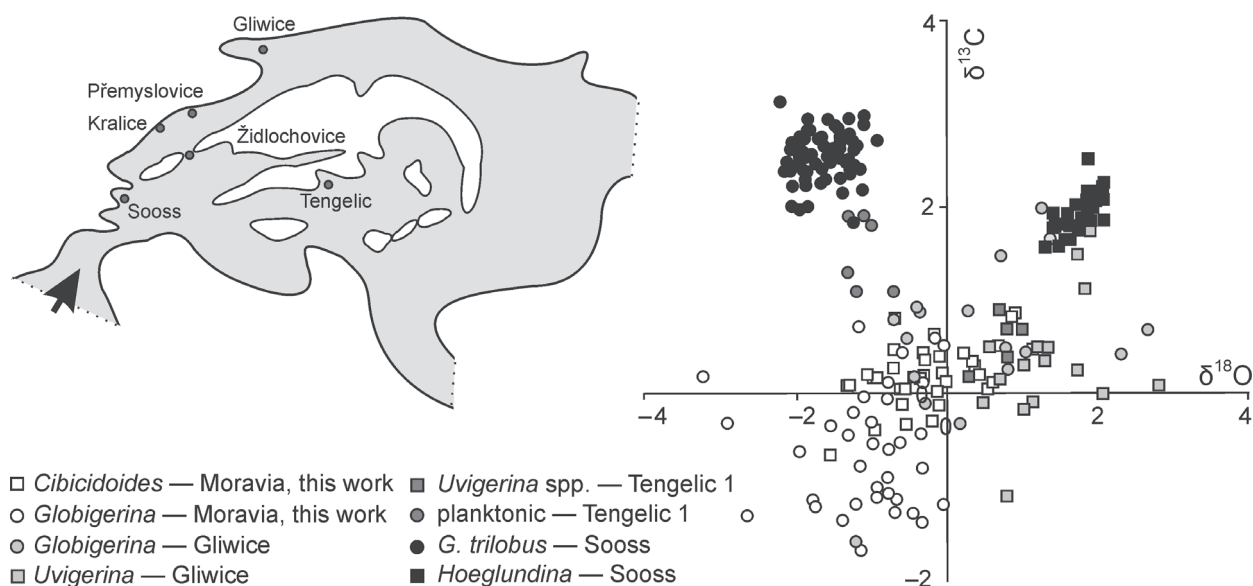 Gliwice
Přemyslovice
Kralice
Židlochovice
Tengelic
Sooss
4
δ¹³C
2
δ¹⁸O
–4
–2
2
4
–2
Cibicidoides — Moravia, this work
Globigerina — Moravia, this work
Globigerina — Gliwice
Uvigerina — Gliwice
Uvigerina spp. — Tengelic 1
planktonic — Tengelic 1
G. trilobus — Sooss
Hoeglundina — Sooss